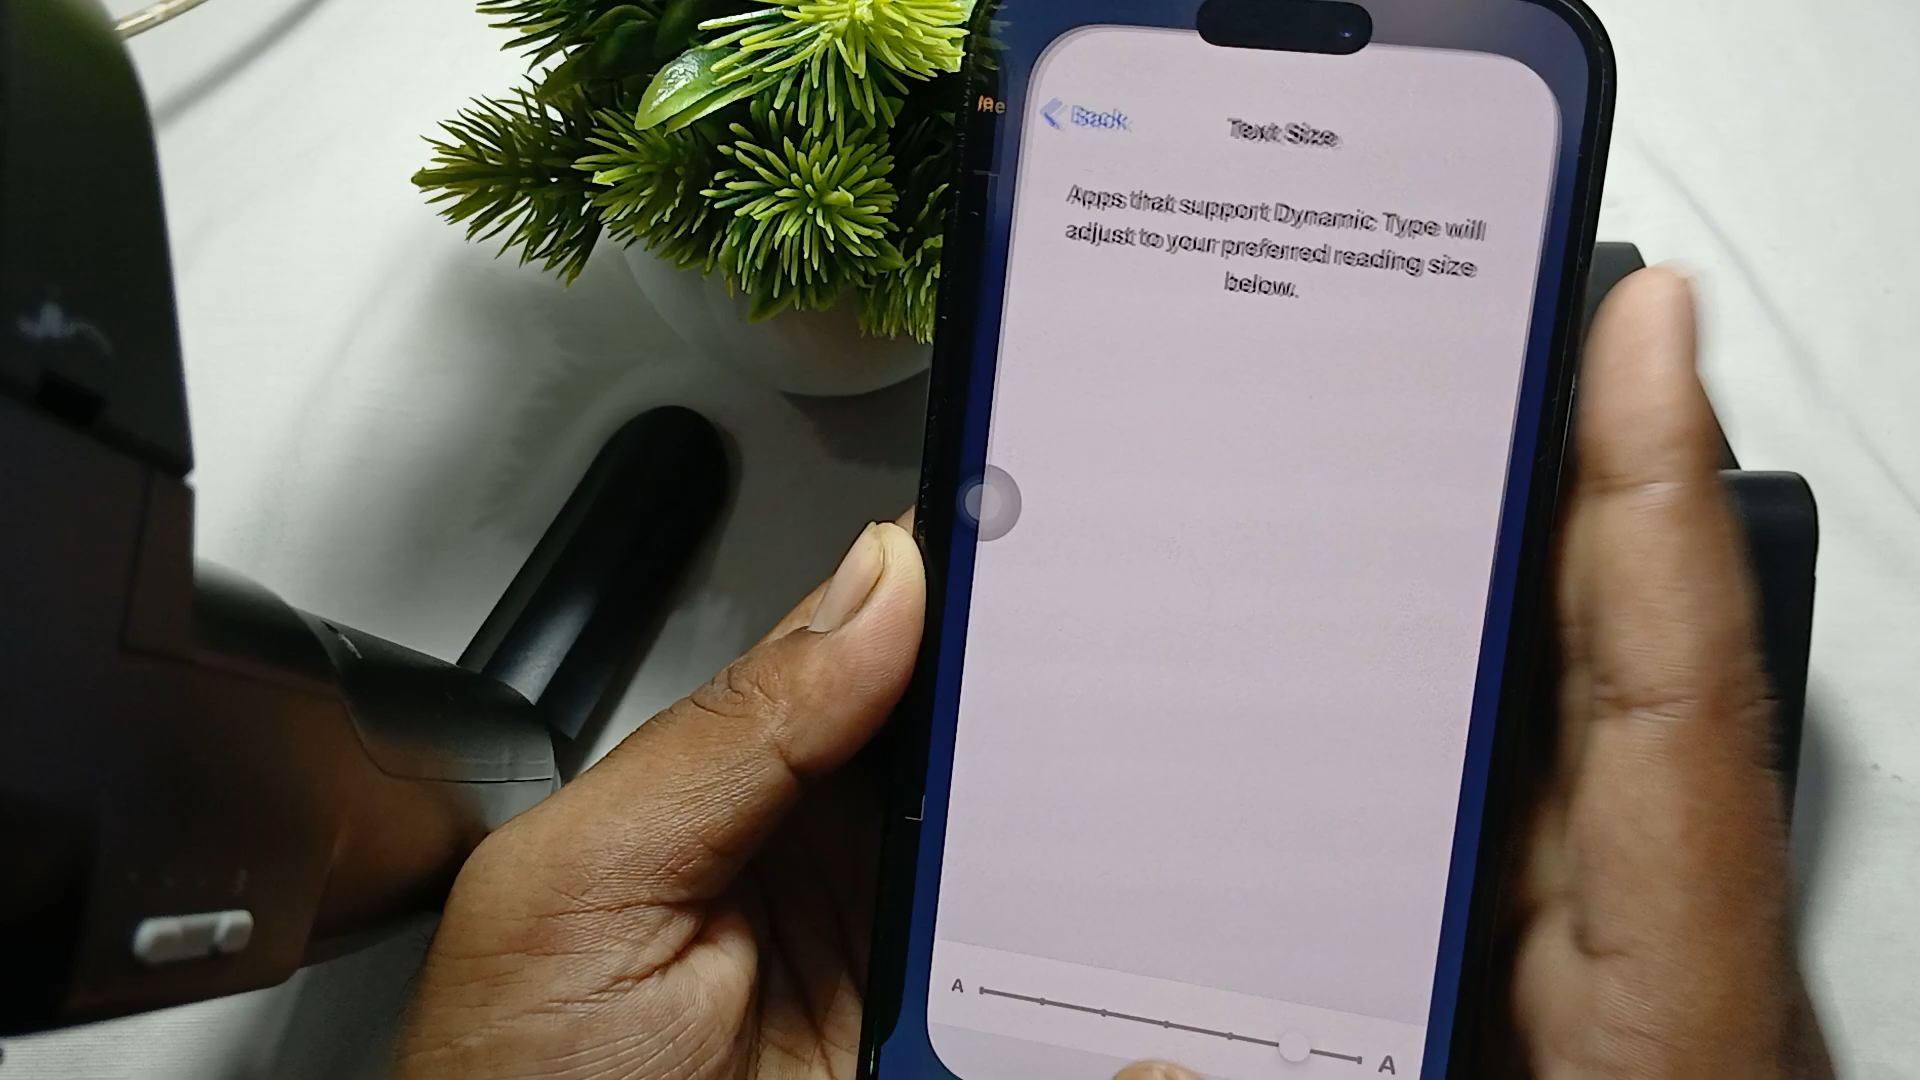 Back
Text Size
Apps that support Dynamic Type will
adjust to your preferred reading size
below.
A
A